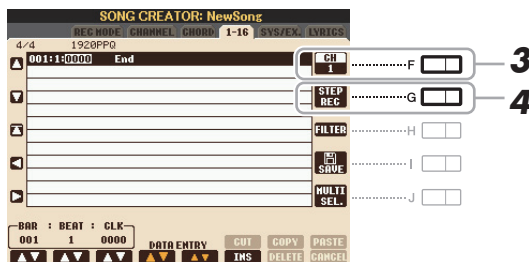 SONG CREATOR: NewSong
REC MODE CHANNEL CHORD 1-16 SYS/EX. LYRICS
4/4 1920PPQ
001:1:0000 End
CH 1 F 3
STEP REC G 4
FILTER H
SAVE I
MULTI SEL. J
BAR : BEAT : CLK
001 1 0000
DATA ENTRY
CUT COPY PASTE
INS DELETE CANCEL